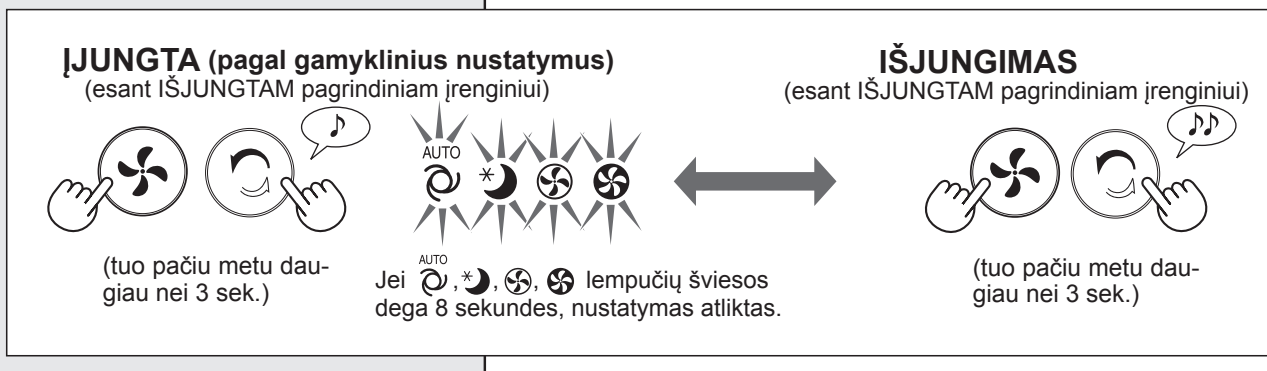 ĮJUNGTA (pagal gamyklinius nustatymus)
(esant IŠJUNGTAM pagrindiniam įrenginiui)
AUTO
(tuo pačiu metu dau-
giau nei 3 sek.)
AUTO
Jei , , , lempučių šviesos
dega 8 sekundes, nustatymas atliktas.
IŠJUNGIMAS
(esant IŠJUNGTAM pagrindiniam įrenginiui)
(tuo pačiu metu dau-
giau nei 3 sek.)